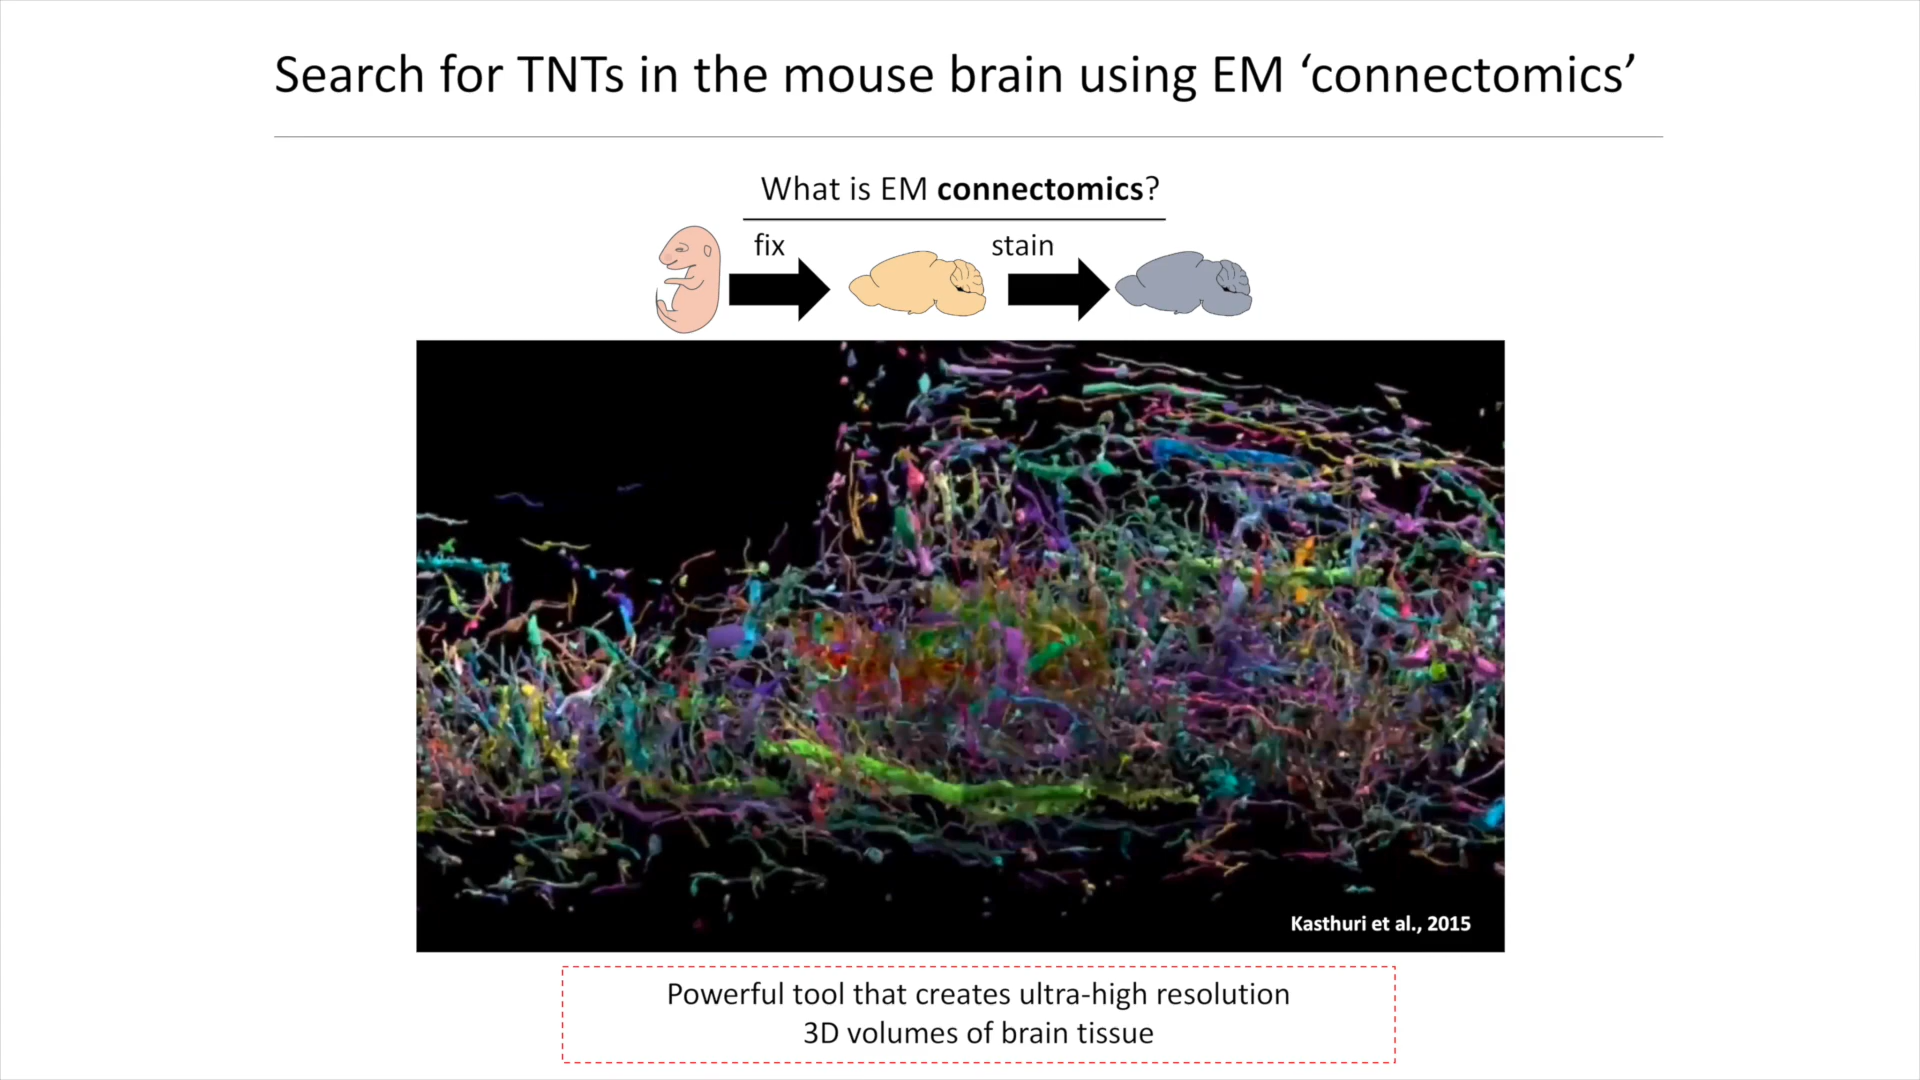 Search for TNTs in the mouse brain using EM ‘connectomics’
What is EM connectomics?
fix
stain
Kasthuri et al., 2015
Powerful tool that creates ultra-high resolution
3D volumes of brain tissue